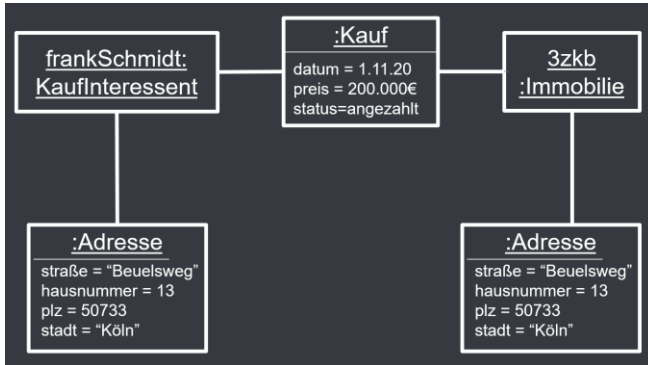 frankSchmidt:
KaufInteressent
:Kauf
datum = 1.11.20
preis = 200.000€
status=angezahlt
3zkb
:Immobilie
:Adresse
straße = “Beuelsweg”
hausnummer = 13
plz = 50733
stadt = “Köln”
:Adresse
straße = “Beuelsweg”
hausnummer = 13
plz = 50733
stadt = “Köln”